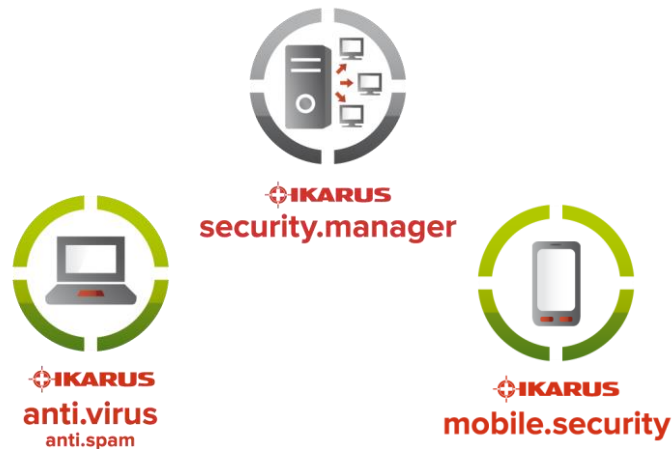 IKARUS
security.manager
IKARUS
anti.virus
anti.spam
IKARUS
mobile.security